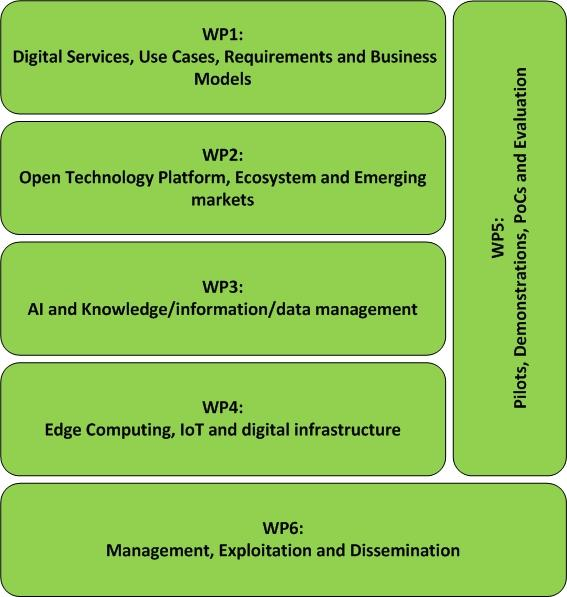 WP1:
Digital Services, Use Cases, Requirements and Business
Models
WP2:
Open Technology Platform, Ecosystem and Emerging
markets
WP3:
AI and Knowledge/information/data management
WP4:
Edge Computing, IoT and digital infrastructure
WP5:
Pilots, Demonstrations, PoCs and Evaluation
WP6:
Management, Exploitation and Dissemination